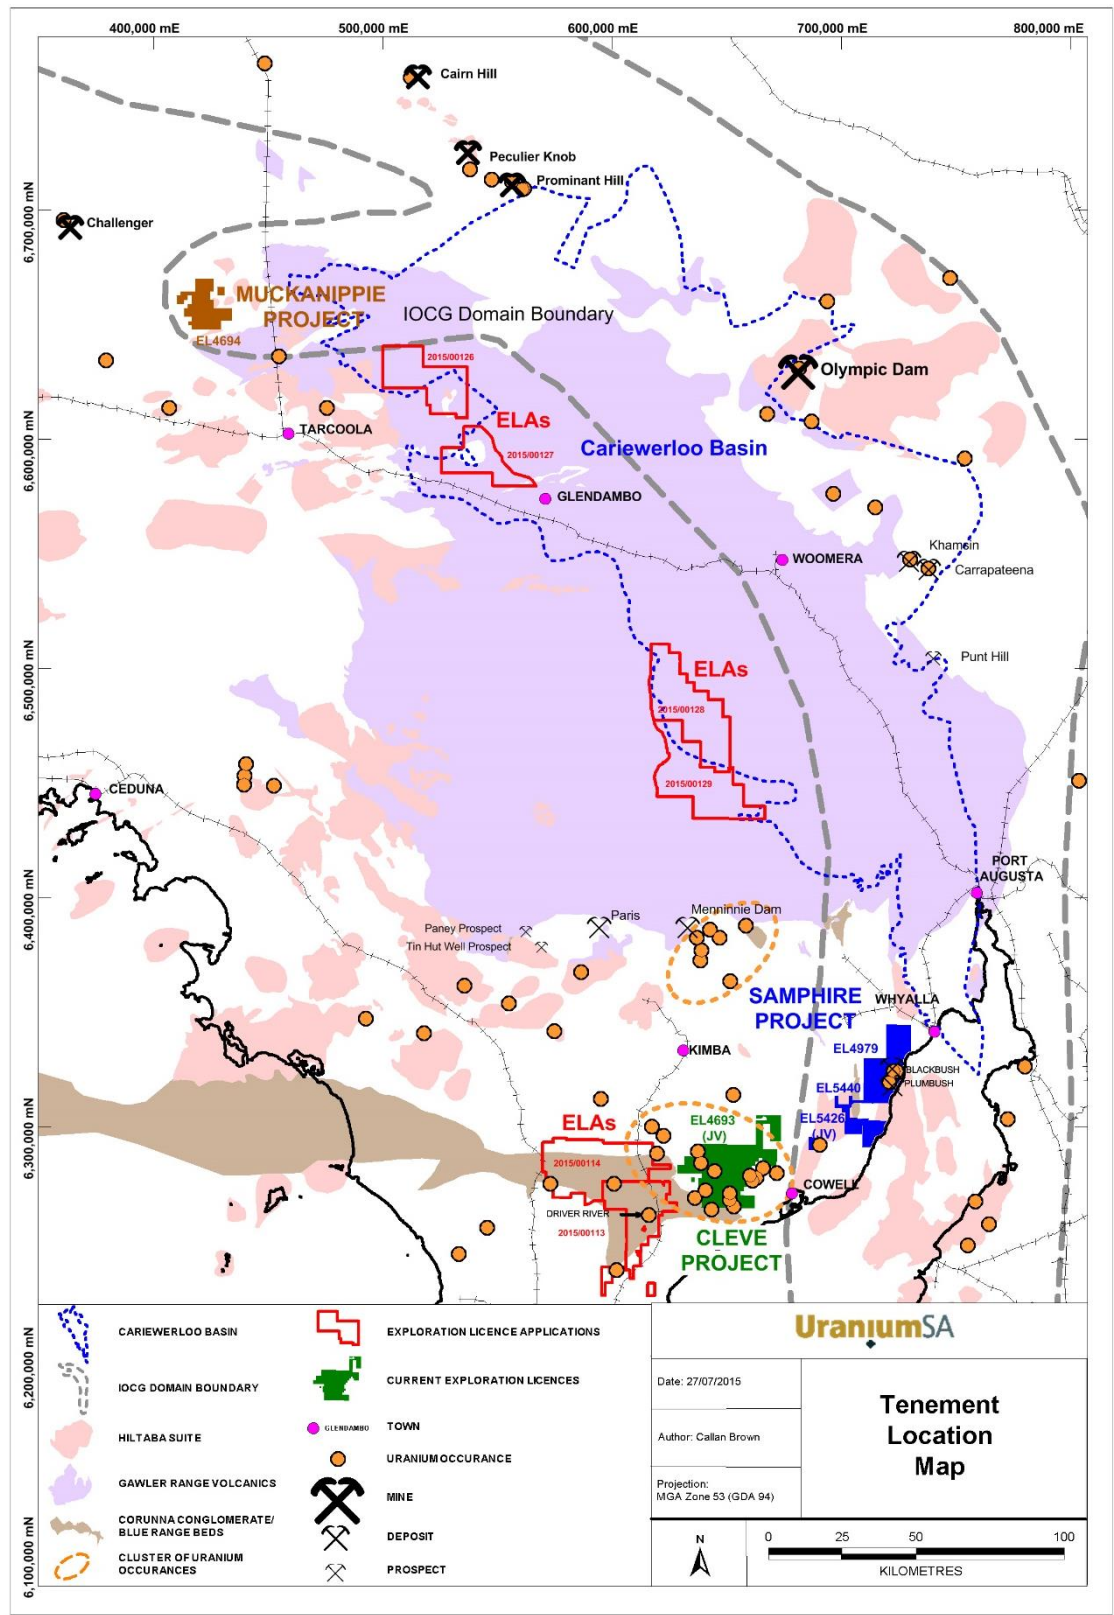 400,000 mE
500,000 mE
600,000 mE
700,000 mE
800,000 mE
Cairn Hill
Peculier Knob
Prominant Hill
Challenger
6,700,000 mN
MUCKANIPPIE
PROJECT
EL4694
IOCG Domain Boundary
2015/00126
Olympic Dam
ELAs
TARCOOLA
Cariewerloo Basin
2015/00127
6,600,000 mN
GLENDAMBO
Khamsin
WOOMERA
Carrapateena
Punt Hill
ELAs
6,500,000 mN
2015/00128
2015/00129
CEDUNA
PORT
AUGUSTA
6,400,000 mN
Menninnie Dam
Paris
Paney Prospect
Tin Hut Well Prospect
SAMPHIRE
PROJECT
WHYALLA
KIMBA
EL4979
BLACKBUSH
PLUMBUSH
EL5440
EL5426
(JV)
ELAs
EL4693
(JV)
6,300,000 mN
2015/00114
COWELL
DRIVER RIVER
2015/00113
CLEVE
PROJECT
6,200,000 mN
6,100,000 mN
CARIEWERLOO BASIN
IOCG DOMAIN BOUNDARY
HILTABA SUITE
GAWLER RANGE VOLCANICS
CORUNNA CONGLOMERATE/
BLUE RANGE BEDS
CLUSTER OF URANIUM
OCCURANCES
EXPLORATION LICENCE APPLICATIONS
CURRENT EXPLORATION LICENCES
GLENDAMBO
TOWN
URANIUM OCCURANCE
MINE
DEPOSIT
PROSPECT
UraniumSA
Date: 27/07/2015
Author: Callan Brown
Projection:
MGA Zone 53 (GDA 94)
Tenement
Location
Map
N
0 25 50 100
KILOMETRES